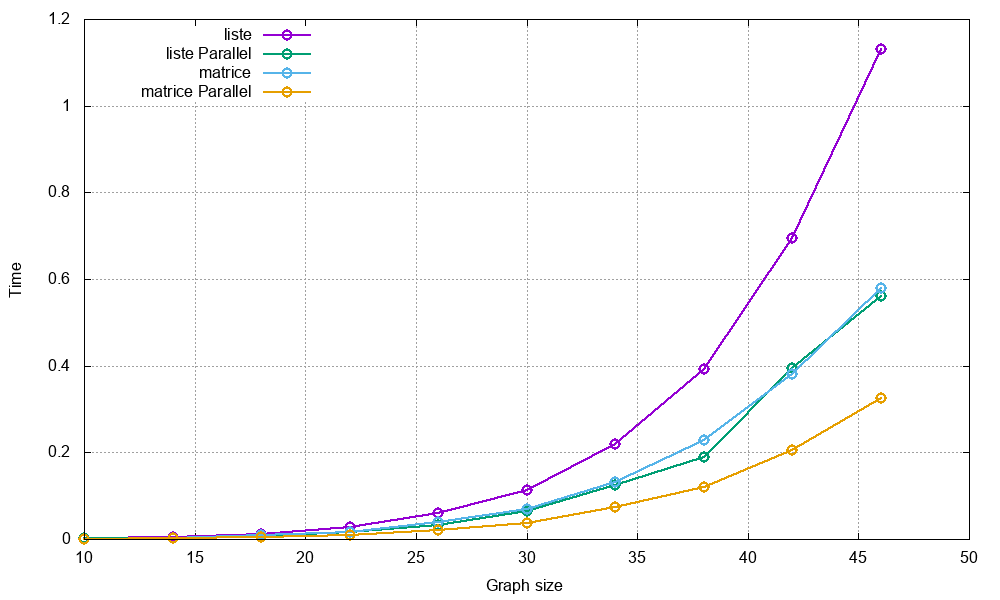 1.2
liste
liste Parallel
matrice
matrice Parallel
1
0.8
0.6
Time
0.4
0.2
0
10 15 20 25 30 35 40 45 50
Graph size